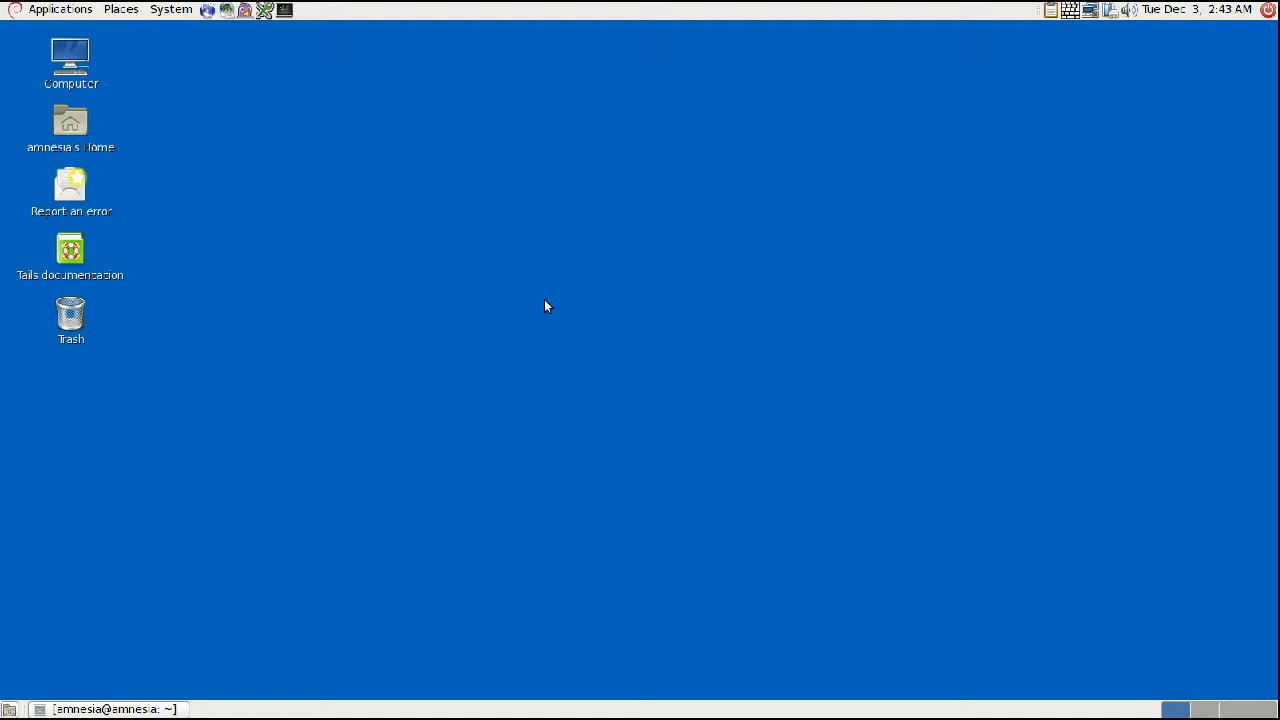 Applications Places System
Tue Dec 3, 2:43 AM
Computer
amnesia's Home
Report an error
Tails documentation
Trash
[amnesia@amnesia: ~]